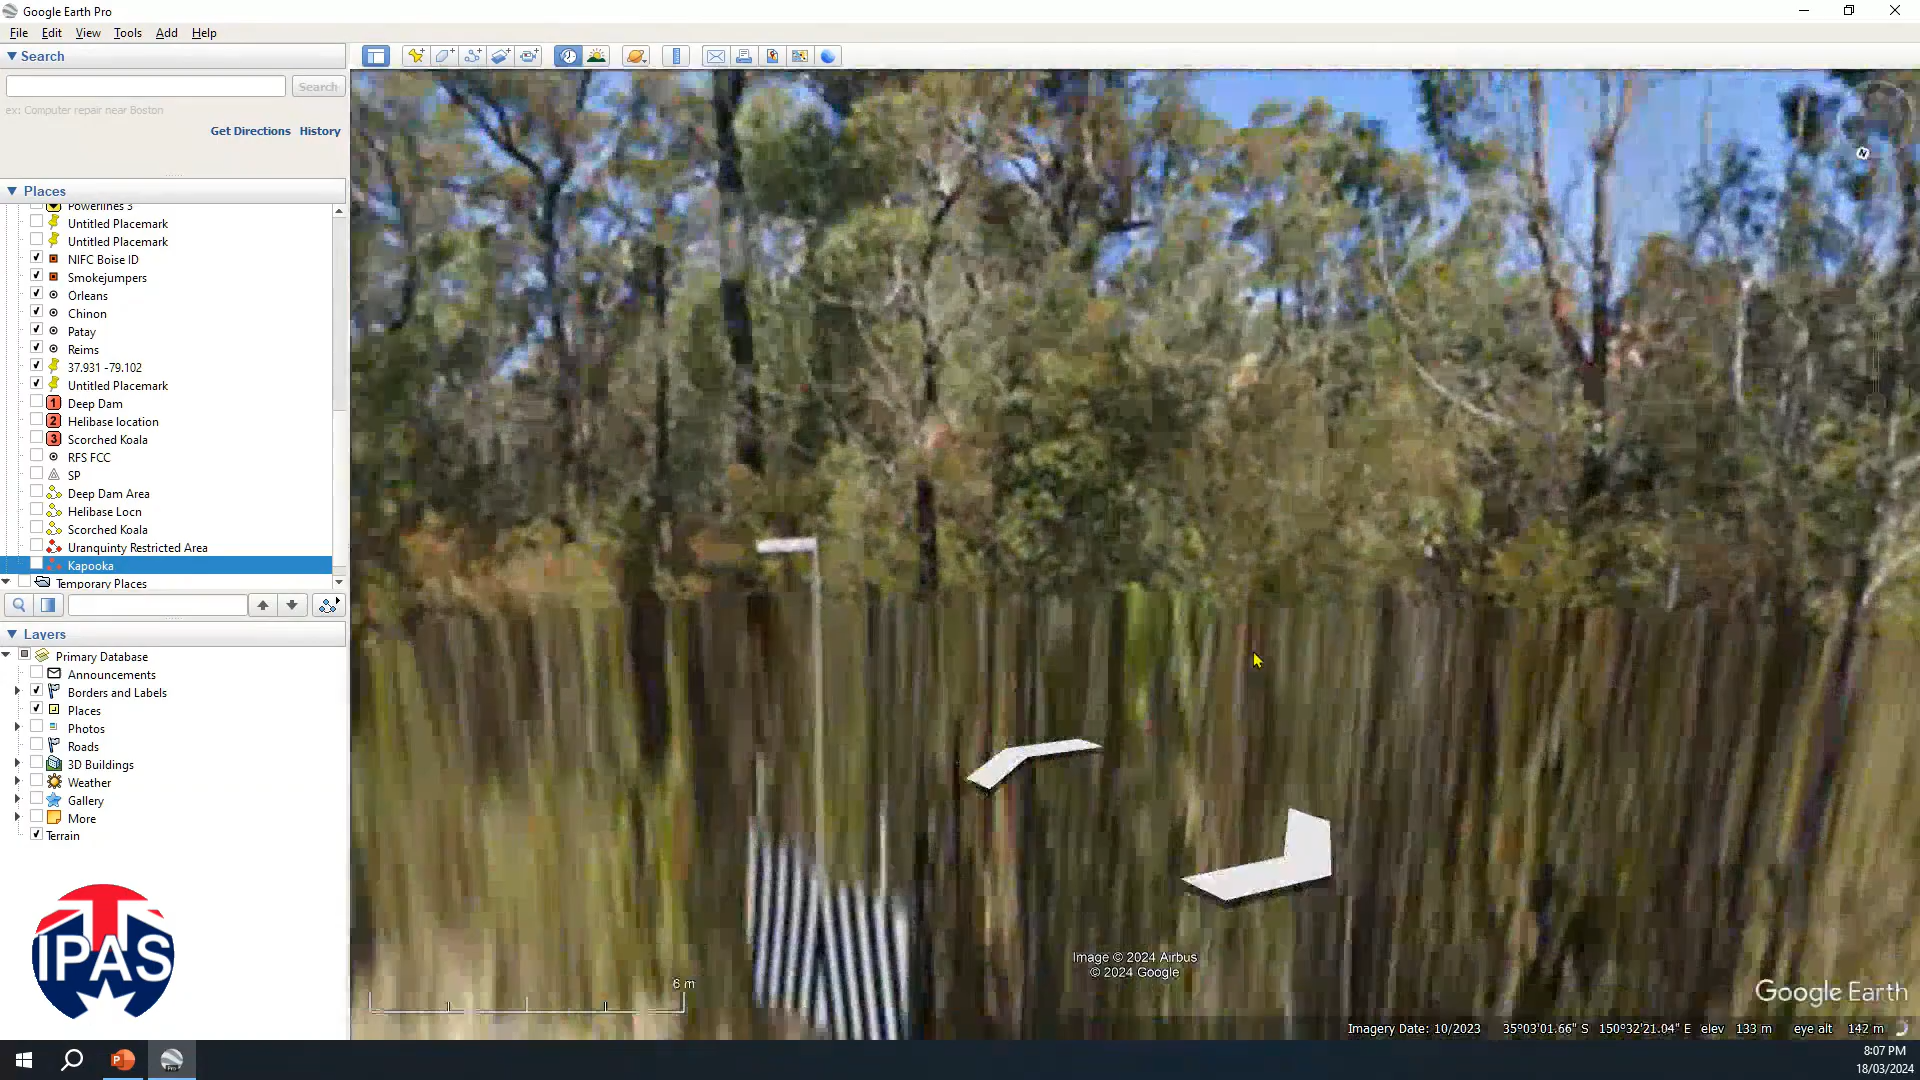 Google Earth Pro
File Edit View Tools Add Help
Search
Search
ex: Computer repair near Boston
Get Directions History
Places
Powerlines 3
Untitled Placemark
Untitled Placemark
NIFC Boise ID
Smokejumpers
Orleans
Chinon
Patay
Reims
37.931 -79.102
Untitled Placemark
1 Deep Dam
2 Helibase location
3 Scorched Koala
RFS FCC
SP
Deep Dam Area
Helibase Locn
Scorched Koala
Uranquinty Restricted Area
Kapooka
Temporary Places
Layers
Primary Database
Announcements
Borders and Labels
Places
Photos
Roads
3D Buildings
Weather
Gallery
More
Terrain
IPAS
N
6 m
Image © 2024 Airbus
© 2024 Google
Google Earth
Imagery Date: 10/2023 35°03'01.66" S 150°32'21.04" E elev 133 m eye alt 142 m
8:07 PM
18/03/2024